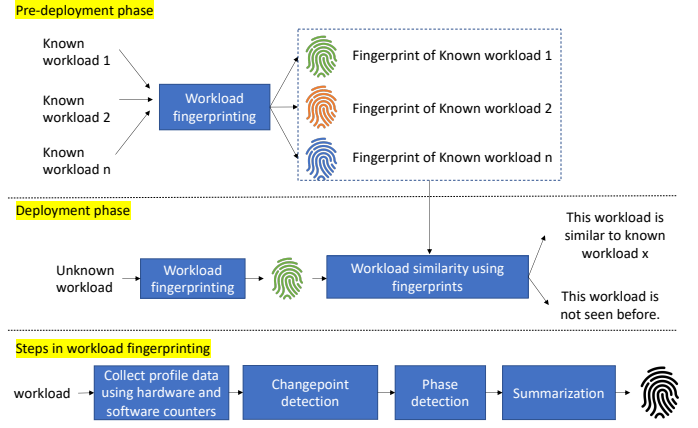 Pre-deployment phase
Known
workload 1
Known
workload 2
Known
workload n
Workload
fingerprinting
Fingerprint of Known workload 1
Fingerprint of Known workload 2
Fingerprint of Known workload n
Deployment phase
Unknown
workload
Workload
fingerprinting
Workload similarity using
fingerprints
This workload is
similar to known
workload x
This workload is
not seen before.
Steps in workload fingerprinting
workload
Collect profile data
using hardware and
software counters
Changepoint
detection
Phase
detection
Summarization